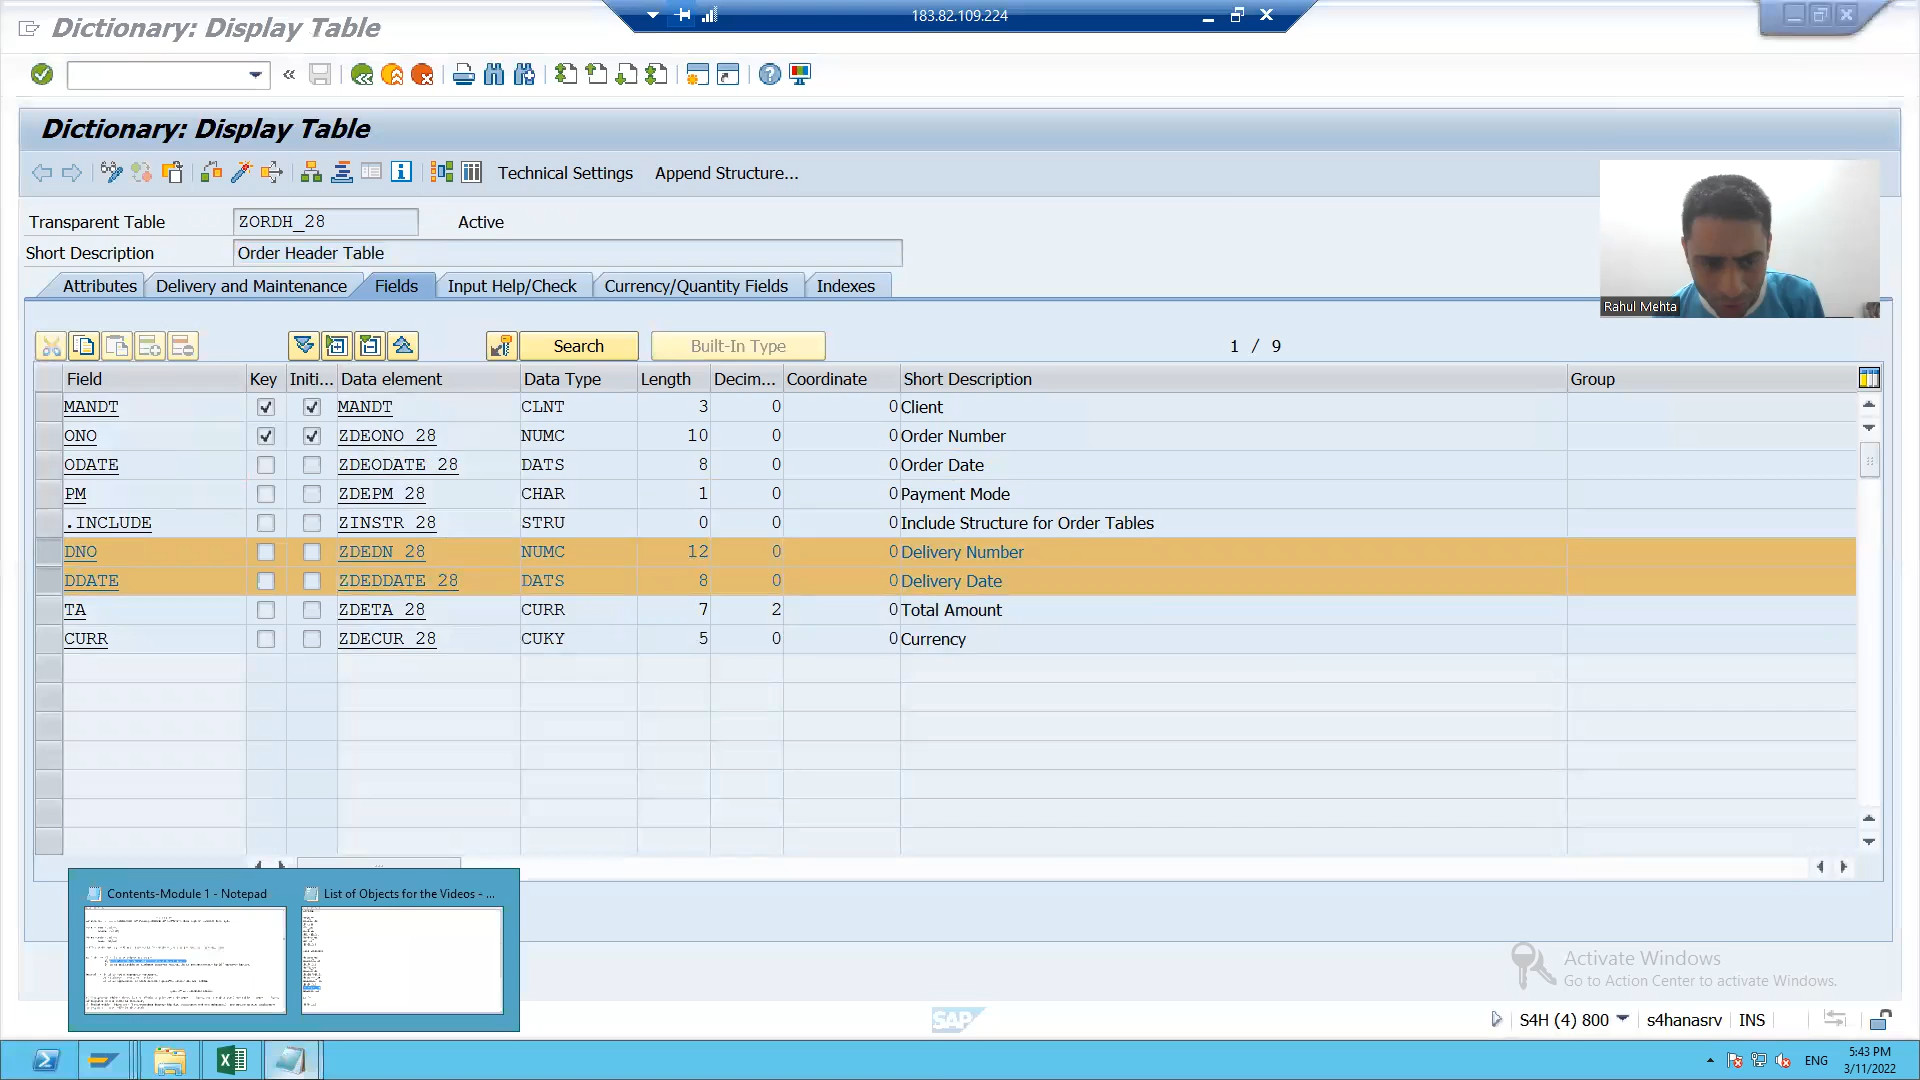 Dictionary: Display Table
183.82.109.224
Dictionary: Display Table
Technical Settings
Append Structure...
Transparent Table ZORDH_28 Active
Short Description Order Header Table
Rahul Mehta
Attributes Delivery and Maintenance Fields Input Help/Check Currency/Quantity Fields Indexes
Search Built-In Type 1 / 9
Field Key Initi... Data element Data Type Length Decim... Coordinate Short Description Group
MANDT MANDT CLNT 3 0 0 Client
ONO ZDEONO_28 NUMC 10 0 0 Order Number
ODATE ZDEODATE_28 DATS 8 0 0 Order Date
PM ZDEPM_28 CHAR 1 0 0 Payment Mode
.INCLUDE ZINSTR_28 STRU 0 0 0 Include Structure for Order Tables
DNO ZDEDN_28 NUMC 12 0 0 Delivery Number
DDATE ZDEDDATE_28 DATS 8 0 0 Delivery Date
TA ZDETA_28 CURR 7 2 0 Total Amount
CURR ZDECUR_28 CUKY 5 0 0 Currency
Contents-Module 1 - Notepad List of Objects for the Videos - ...
Activate Windows
Go to Action Center to activate Windows.
SAP
S4H (4) 800 s4hanasrv INS
ENG 5:43 PM
3/11/2022